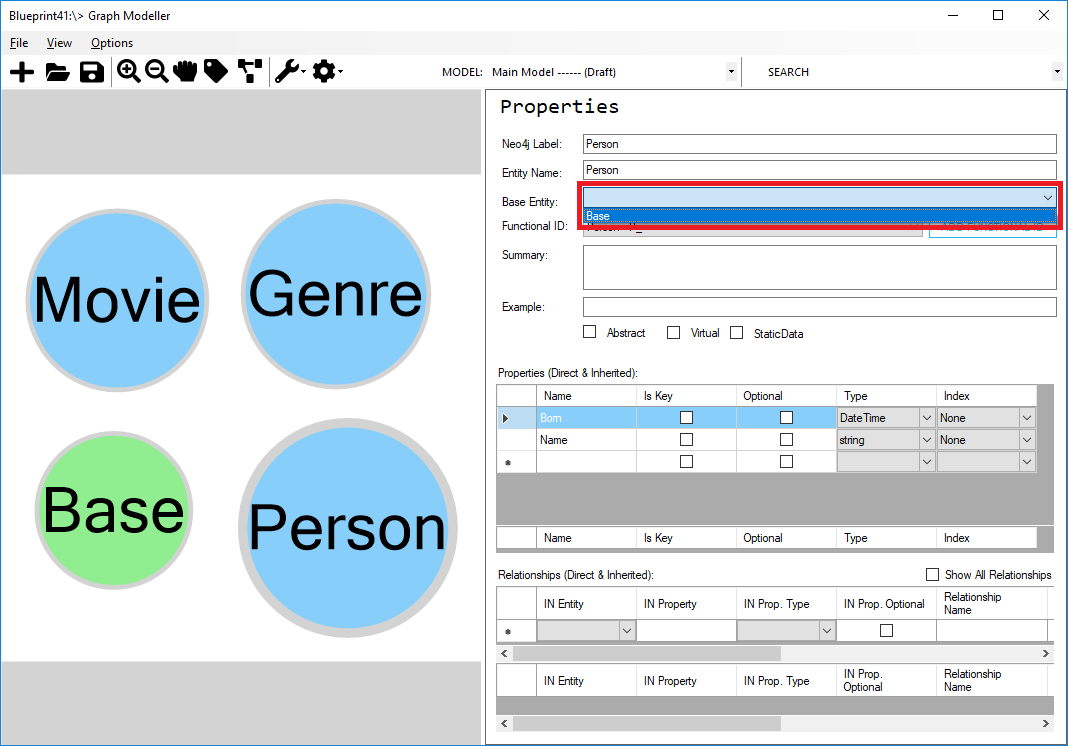 Blueprint41:\> Graph Modeller
File View Options
MODEL: Main Model ------ (Draft) SEARCH
Properties
Neo4j Label: Person
Entity Name: Person
Base Entity:
Base
Functional ID:
Summary:
Example:
Abstract Virtual StaticData
Properties (Direct & Inherited):
Name Is Key Optional Type Index
Born DateTime None
Name string None
Name Is Key Optional Type Index
Relationships (Direct & Inherited): Show All Relationships
IN Entity IN Property IN Prop. Type IN Prop. Optional Relationship Name
IN Entity IN Property IN Prop. Type IN Prop. Optional Relationship Name
Movie Genre
Base Person